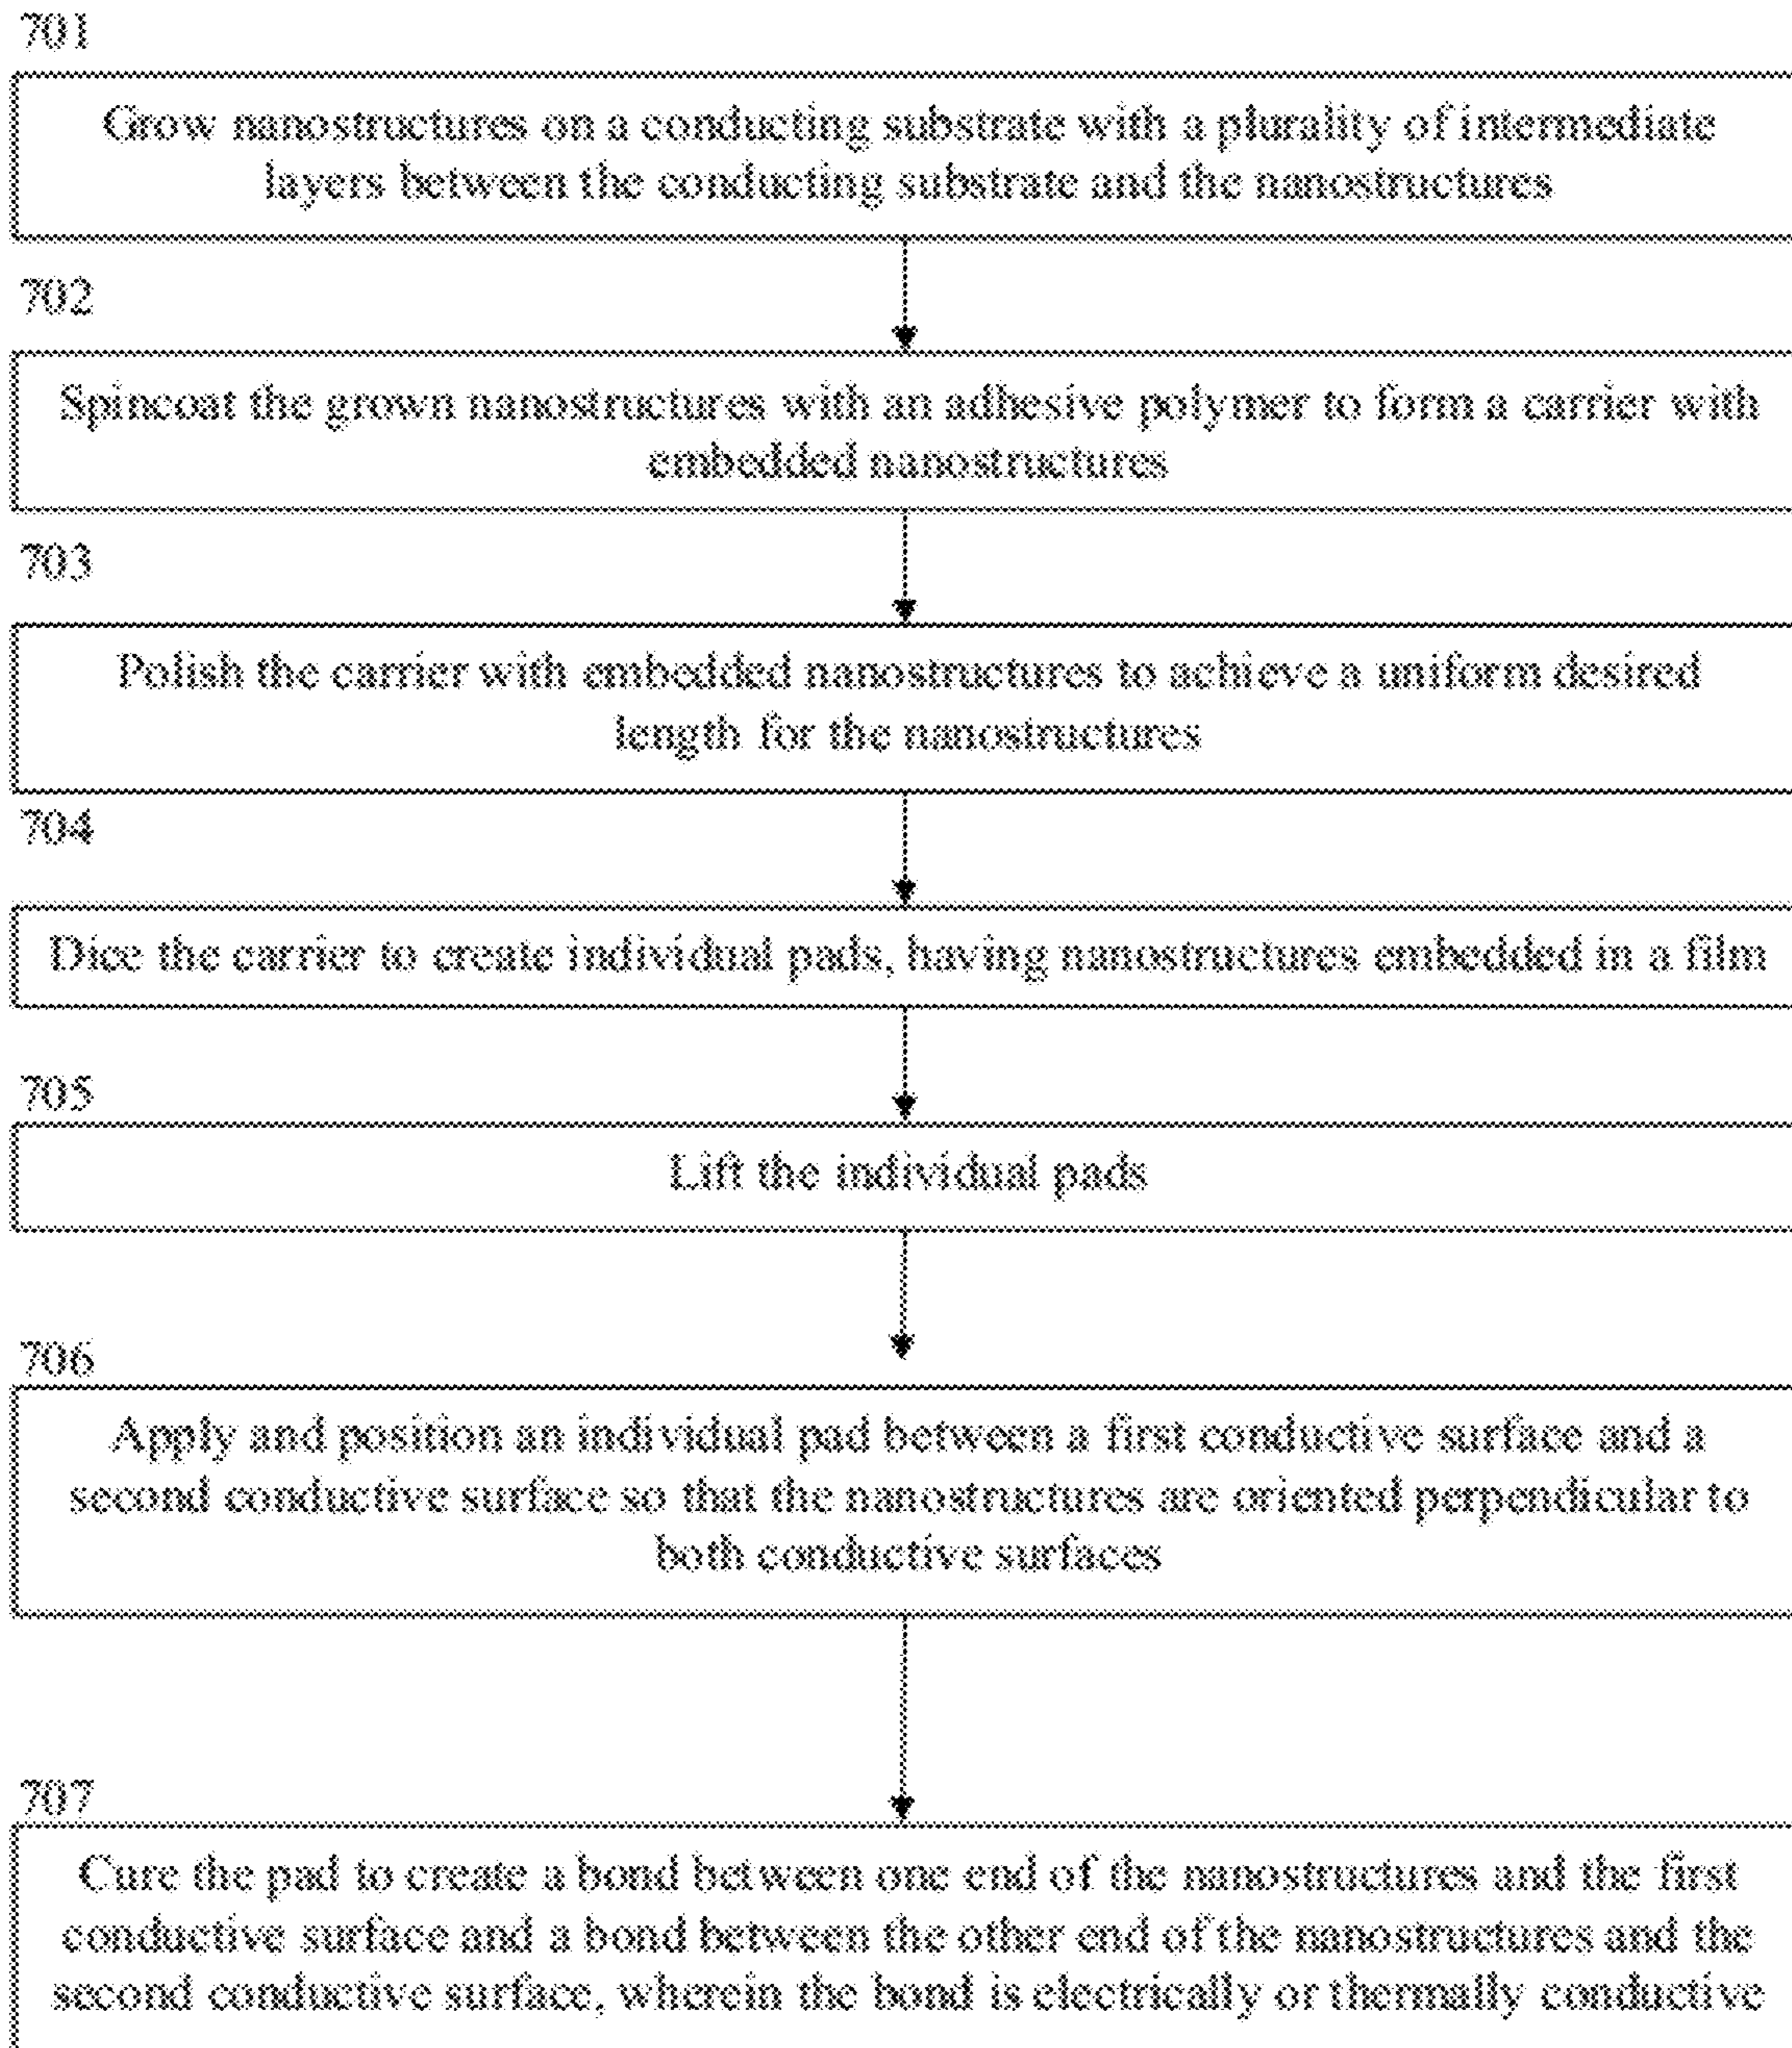 701
Grow nanostructures on a conducting substrate with a plurality of intermediate
layers between the conducting substrate and the nanostructures
702
Spincoat the grown nanostructures with an adhesive polymer to form a carrier with
embedded nanostructures
703
Polish the carrier with embedded nanostructures to achieve a uniform desired
length for the nanostructures
704
Dice the carrier to create individual pads, having nanostructures embedded in a film
705
Lift the individual pads
706
Apply and position an individual pad between a first conductive surface and a
second conductive surface so that the nanostructures are oriented perpendicular to
both conductive surfaces
707
Cure the pad to create a bond between one end of the nanostructures and the first
conductive surface and a bond between the other end of the nanostructures and the
second conductive surface, wherein the bond is electrically or thermally conductive